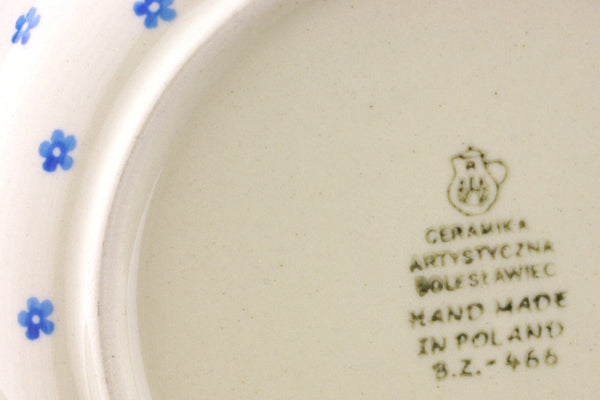 CERAMIKA
ARTYSTYCZNA
BOLESŁAWIEC
HAND MADE
IN POLAND
B.Z.-466